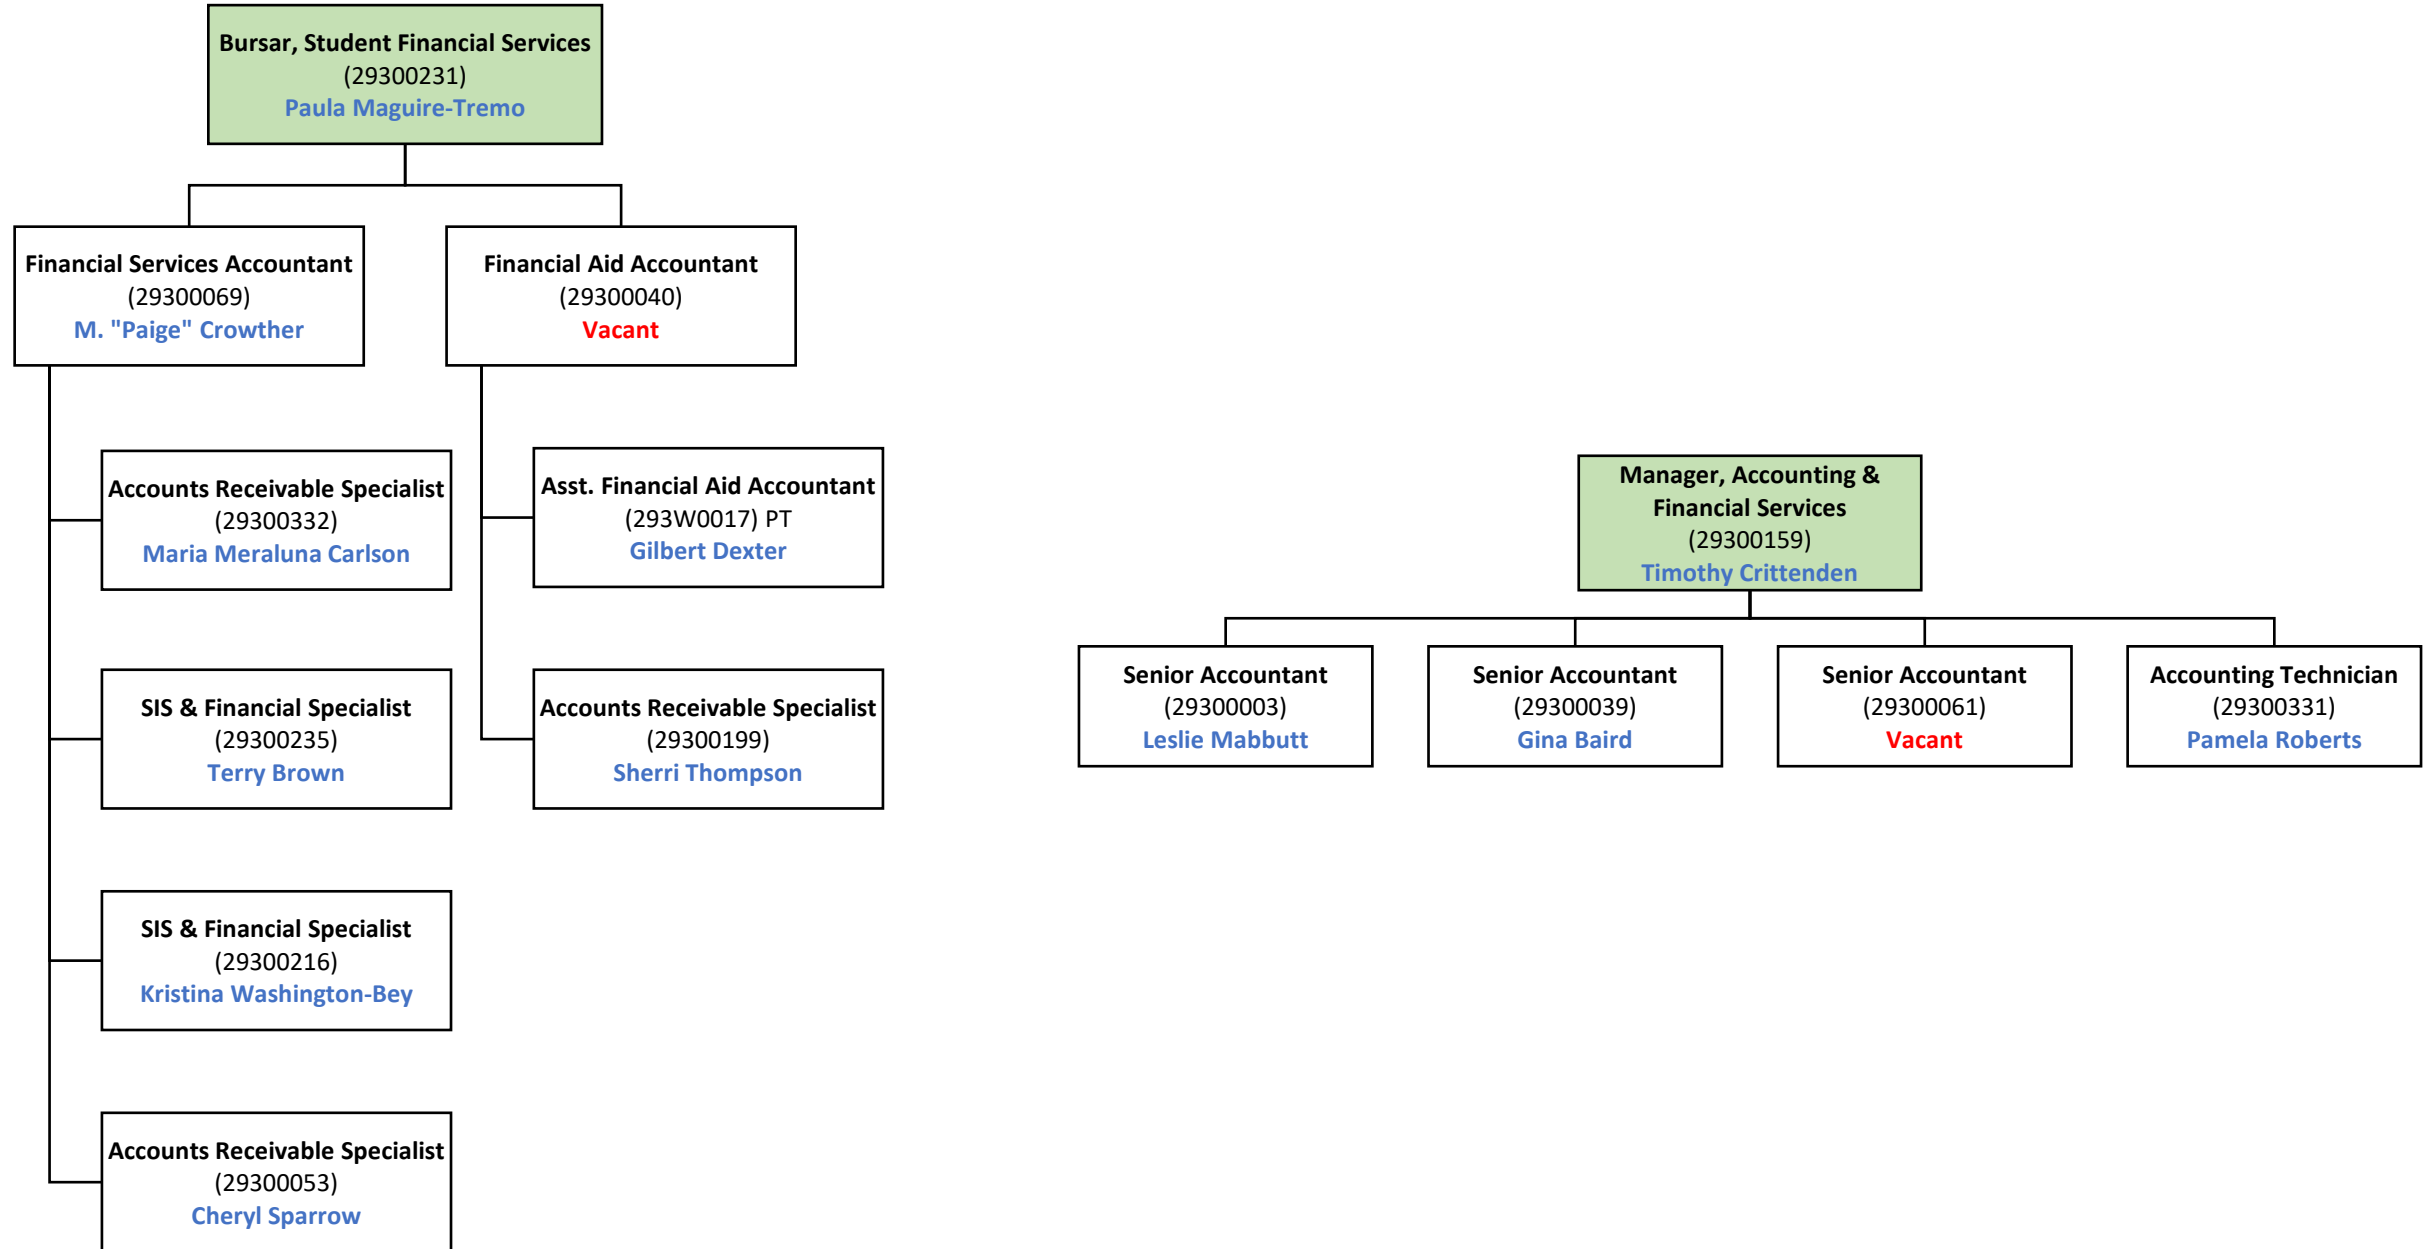 Bursar, Student Financial Services
(29300231)
Paula Maguire-Tremo
Financial Services Accountant
(29300069)
M. "Paige" Crowther
Financial Aid Accountant
(29300040)
Vacant
Accounts Receivable Specialist
(29300332)
Maria Meraluna Carlson
SIS & Financial Specialist
(29300235)
Terry Brown
SIS & Financial Specialist
(29300216)
Kristina Washington-Bey
Accounts Receivable Specialist
(29300053)
Cheryl Sparrow
Asst. Financial Aid Accountant
(293W0017) PT
Gilbert Dexter
Accounts Receivable Specialist
(29300199)
Sherri Thompson
Manager, Accounting &
Financial Services
(29300159)
Timothy Crittenden
Senior Accountant
(29300003)
Leslie Mabbutt
Senior Accountant
(29300039)
Gina Baird
Senior Accountant
(29300061)
Vacant
Accounting Technician
(29300331)
Pamela Roberts